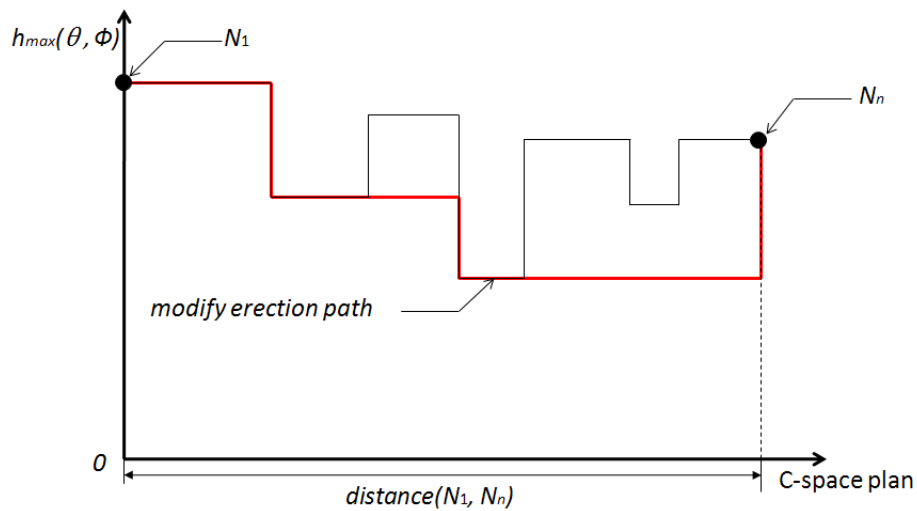 hmax(θ, Φ)
N1
Nn
modify erection path
0
C-space plan
distance(N1, Nn)